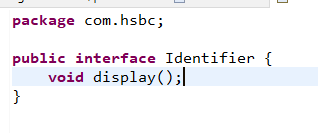 package com.hsbc;
public interface Identifier {
void display();
}